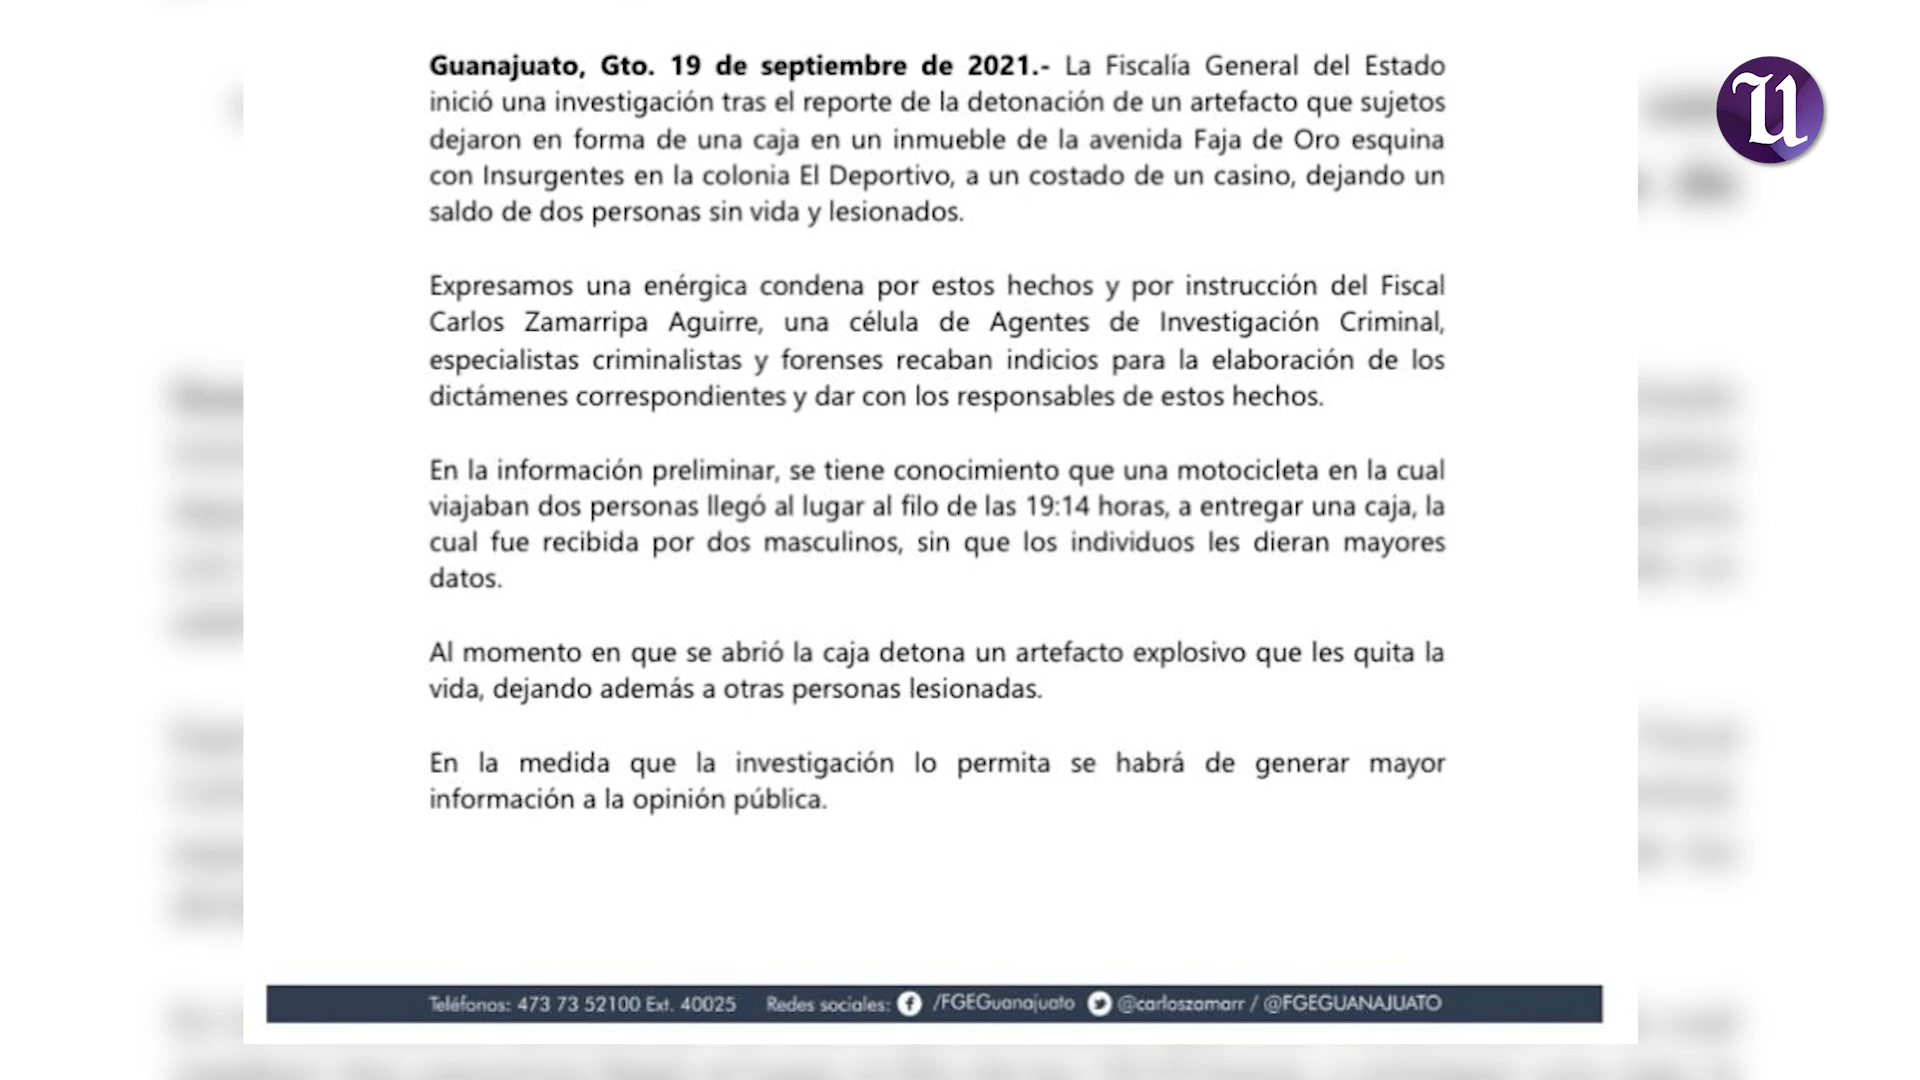 Guanajuato, Gto. 19 de septiembre de 2021.- La Fiscalía General del Estado
inició una investigación tras el reporte de la detonación de un artefacto que sujetos
dejaron en forma de una caja en un inmueble de la avenida Faja de Oro esquina
con Insurgentes en la colonia El Deportivo, a un costado de un casino, dejando un
saldo de dos personas sin vida y lesionados.
Expresamos una enérgica condena por estos hechos y por instrucción del Fiscal
Carlos Zamarripa Aguirre, una célula de Agentes de Investigación Criminal,
especialistas criminalistas y forenses recaban indicios para la elaboración de los
dictámenes correspondientes y dar con los responsables de estos hechos.
En la información preliminar, se tiene conocimiento que una motocicleta en la cual
viajaban dos personas llegó al lugar al filo de las 19:14 horas, a entregar una caja, la
cual fue recibida por dos masculinos, sin que los individuos les dieran mayores
datos.
Al momento en que se abrió la caja detona un artefacto explosivo que les quita la
vida, dejando además a otras personas lesionadas.
En la medida que la investigación lo permita se habrá de generar mayor
información a la opinión pública.
Teléfonos: 473 73 52100 Ext. 40025 Redes sociales: /FGEGuanajuato @carloszamarr / @FGEGUANAJUATO
U